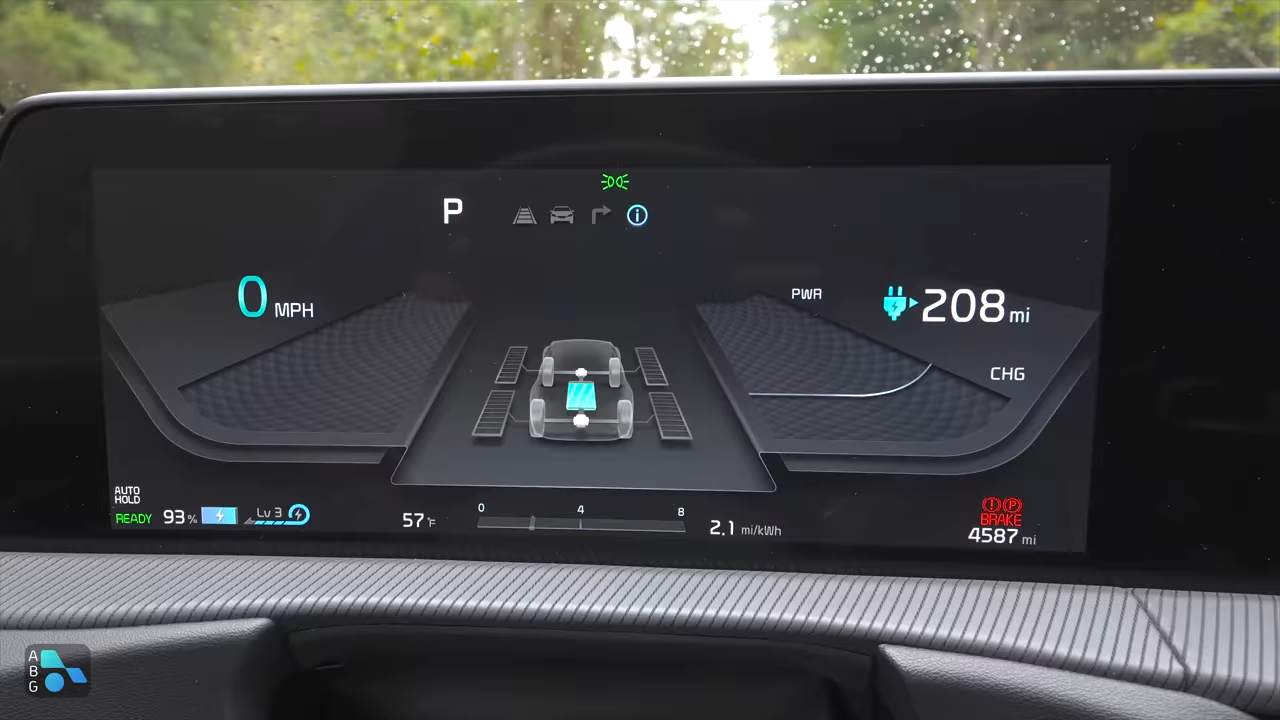 P
i
0 MPH
PWR
208 mi
CHG
AUTO
HOLD
READY 93% Lv 3
57°F
0 4 8
2.1 mi/kWh
! P
BRAKE
4587 mi
A
B
G